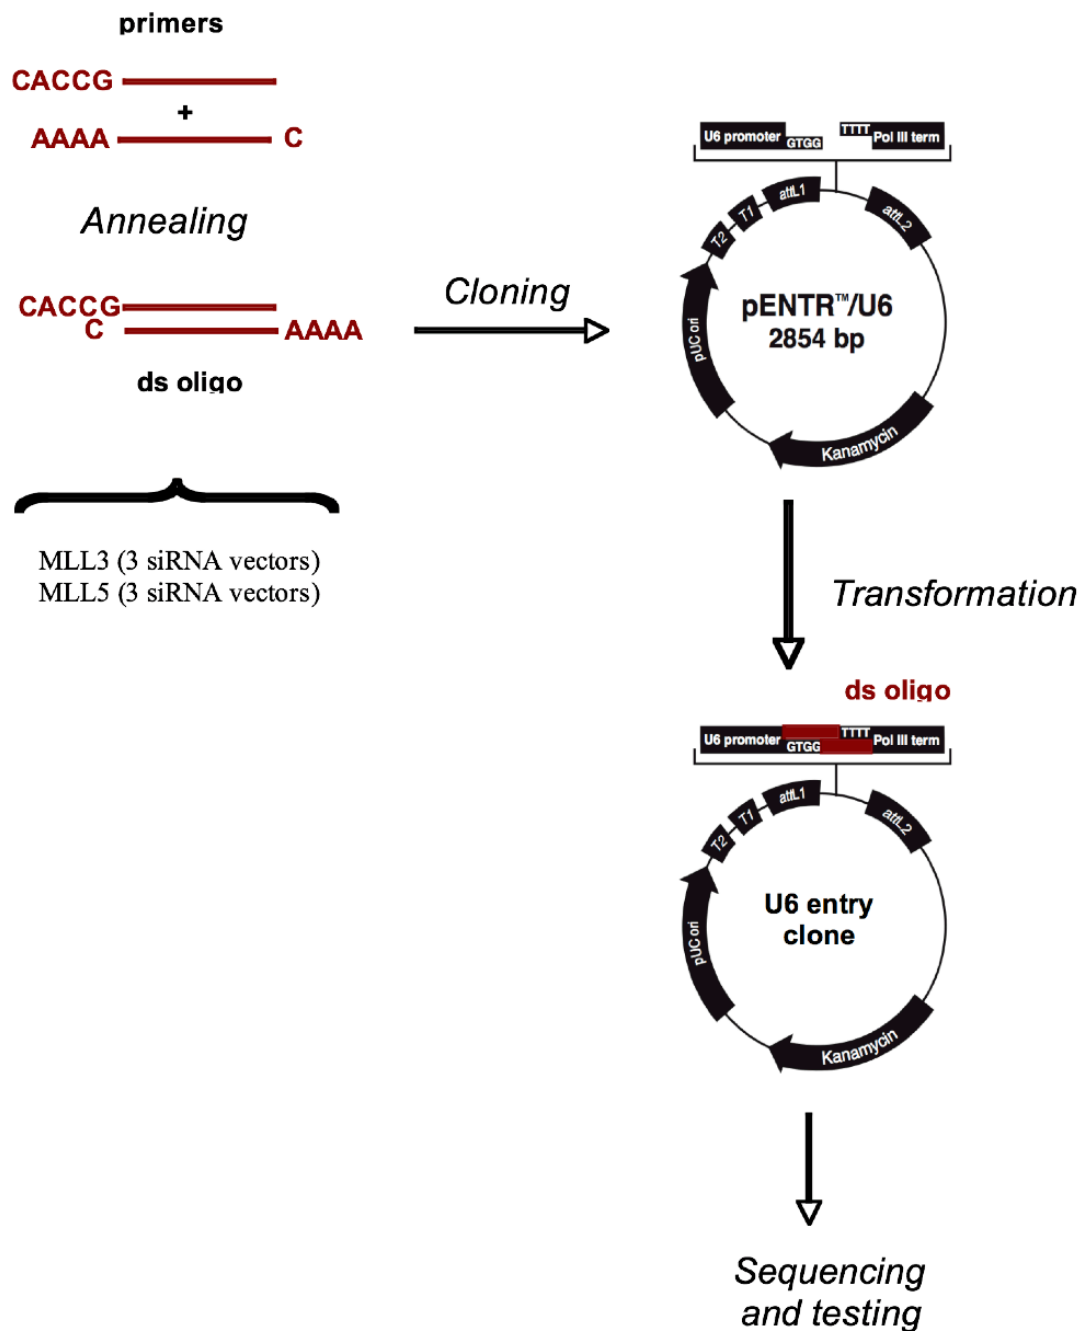 primers
CACCG
+
AAAA C
Annealing
CACCG
C AAAA
ds oligo
MLL3 (3 siRNA vectors)
MLL5 (3 siRNA vectors)
Cloning
U6 promoter GTGG TTTT Pol III term
attL1
attL2
T1
T2
pUC ori
Kanamycin
pENTR™/U6
2854 bp
Transformation
ds oligo
U6 promoter GTGG TTTT Pol III term
attL1
attL2
T1
T2
pUC ori
Kanamycin
U6 entry
clone
Sequencing
and testing